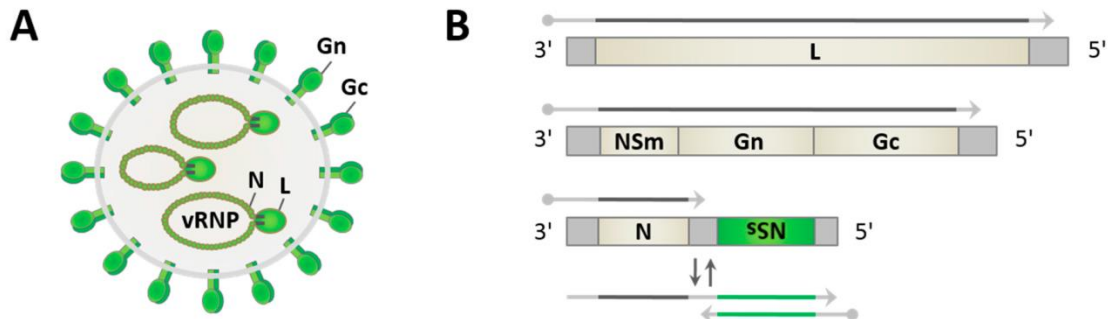 A
Gn
Gc
N
L
vRNP
B
3' L 5'
3' NSm Gn Gc 5'
3' N sSN 5'